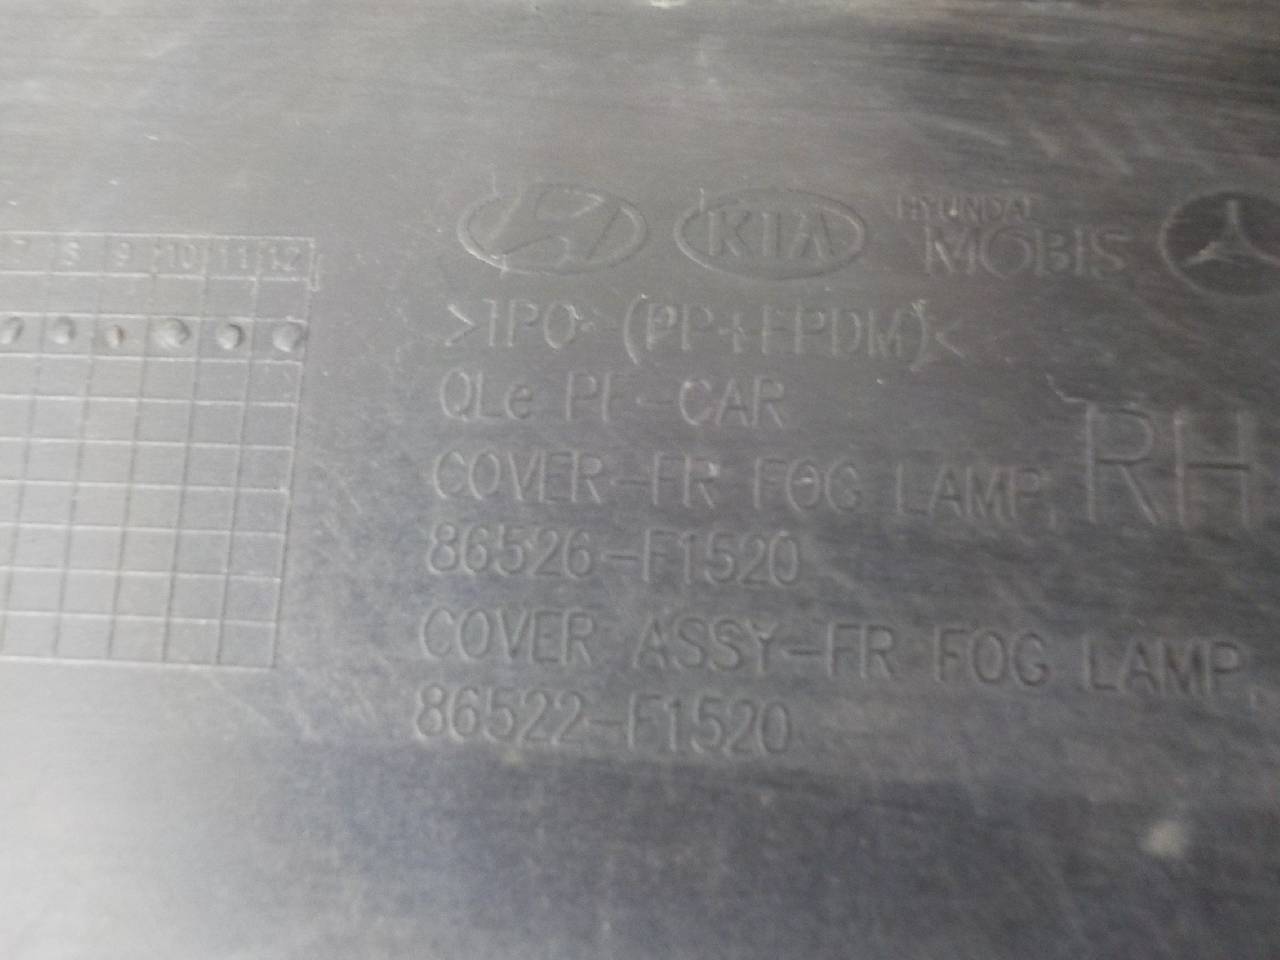 7 8 9 10 11 12
KIA
HYUNDAI
MOBIS
>TPO (PP+EPDM)<
QLe PE-CAR
COVER-FR FOG LAMP, RH
86526-F1520
COVER ASSY-FR FOG LAMP,
86522-F1520